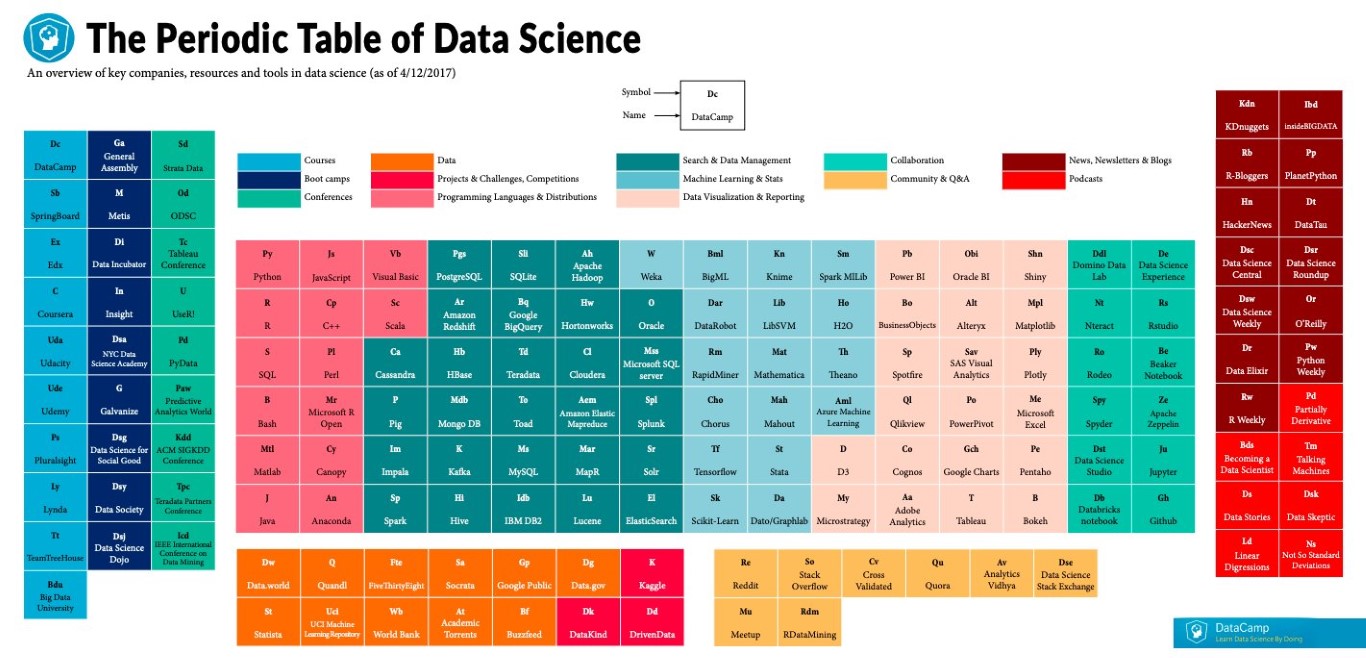 The Periodic Table of Data Science
An overview of key companies, resources and tools in data science (as of 4/12/2017)
Symbol
Dc
Name
DataCamp
Courses
Boot camps
Conferences
Data
Projects & Challenges, Competitions
Programming Languages & Distributions
Search & Data Management
Machine Learning & Stats
Data Visualization & Reporting
Collaboration
Community & Q&A
News, Newsletters & Blogs
Podcasts
Dc
DataCamp
Sb
SpringBoard
Ex
Edx
C
Coursera
Uda
Udacity
Ude
Udemy
Ps
Pluralsight
Ly
Lynda
Tt
TeamTreeHouse
Bdu
Big Data
University
Ga
General
Assembly
M
Metis
Di
Data Incubator
In
Insight
Dsa
NYC Data
Science Academy
G
Galvanize
Dsg
Data Science for
Social Good
Dsy
Data Society
Dsj
Data Science
Dojo
Sd
Strata Data
Od
ODSC
Tc
Tableau
Conference
U
UseR!
Pd
PyData
Paw
Predictive
Analytics World
Kdd
ACM SIGKDD
Conference
Tpc
Teradata Partners
Conference
Icd
IEEE International
Conference on
Data Mining
Py
Python
R
R
S
SQL
B
Bash
Mtl
Matlab
J
Java
Js
JavaScript
Cp
C++
Pl
Perl
Mr
Microsoft R
Open
Cy
Canopy
An
Anaconda
Vb
Visual Basic
Sc
Scala
Ca
Cassandra
P
Pig
Im
Impala
Sp
Spark
Pgs
PostgreSQL
Ar
Amazon
Redshift
Hb
HBase
Mdb
Mongo DB
K
Kafka
Hi
Hive
Sli
SQLite
Bq
Google
BigQuery
Td
Teradata
To
Toad
Ms
MySQL
Idb
IBM DB2
Ah
Apache
Hadoop
Hw
Hortonworks
Cl
Cloudera
Aem
Amazon Elastic
Mapreduce
Mar
MapR
Lu
Lucene
W
Weka
O
Oracle
Mss
Microsoft SQL
server
Spl
Splunk
Sr
Solr
El
ElasticSearch
Bml
BigML
Dar
DataRobot
Rm
RapidMiner
Cho
Chorus
Tf
Tensorflow
Sk
Scikit-Learn
Kn
Knime
Lib
LibSVM
Mat
Mathematica
Mah
Mahout
St
Stata
Da
Dato/Graphlab
Sm
Spark MlLib
Ho
H2O
Th
Theano
Aml
Azure Machine
Learning
D
D3
My
Microstrategy
Pb
Power BI
Bo
BusinessObjects
Sp
Spotfire
Ql
Qlikview
Co
Cognos
Aa
Adobe
Analytics
Obi
Oracle BI
Alt
Alteryx
Sav
SAS Visual
Analytics
Po
PowerPivot
Gch
Google Charts
T
Tableau
Shn
Shiny
Mpl
Matplotlib
Ply
Plotly
Me
Microsoft
Excel
Pe
Pentaho
B
Bokeh
Ddl
Domino Data
Lab
Nt
Nteract
Ro
Rodeo
Spy
Spyder
Dst
Data Science
Studio
Db
Databricks
notebook
De
Data Science
Experience
Rs
Rstudio
Be
Beaker
Notebook
Ze
Apache
Zeppelin
Ju
Jupyter
Gh
Github
Dw
Data.world
Q
Quandl
Fte
FiveThirtyEight
Sa
Socrata
Gp
Google Public
Dg
Data.gov
K
Kaggle
St
Statista
Uci
UCI Machine
Learning Repository
Wb
World Bank
At
Academic
Torrents
Bf
Buzzfeed
Dk
DataKind
Dd
DrivenData
Re
Reddit
So
Stack
Overflow
Cv
Cross
Validated
Qu
Quora
Av
Analytics
Vidhya
Dse
Data Science
Stack Exchange
Mu
Meetup
Rdm
RDataMining
Kdn
KDnuggets
Rb
R-Bloggers
Hn
HackerNews
Dsc
Data Science
Central
Dsw
Data Science
Weekly
Dr
Data Elixir
Rw
R Weekly
Bds
Becoming a
Data Scientist
Ds
Data Stories
Ld
Linear
Digressions
Ibd
insideBIGDATA
Pp
PlanetPython
Dt
DataTau
Dsr
Data Science
Roundup
Or
O'Reilly
Pw
Python
Weekly
Pd
Partially
Derivative
Tm
Talking
Machines
Dsk
Data Skeptic
Ns
Not So Standard
Deviations
DataCamp
Learn Data Science By Doing